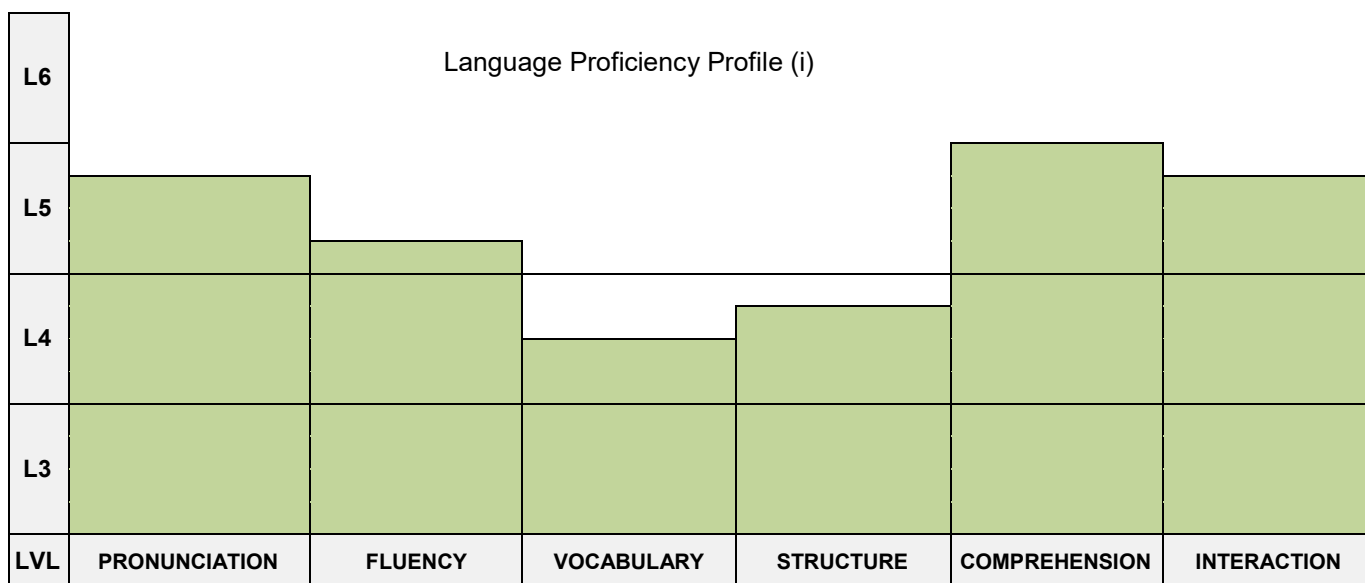 Language Proficiency Profile (i)
L6
L5
L4
L3
LVL PRONUNCIATION FLUENCY VOCABULARY STRUCTURE COMPREHENSION INTERACTION